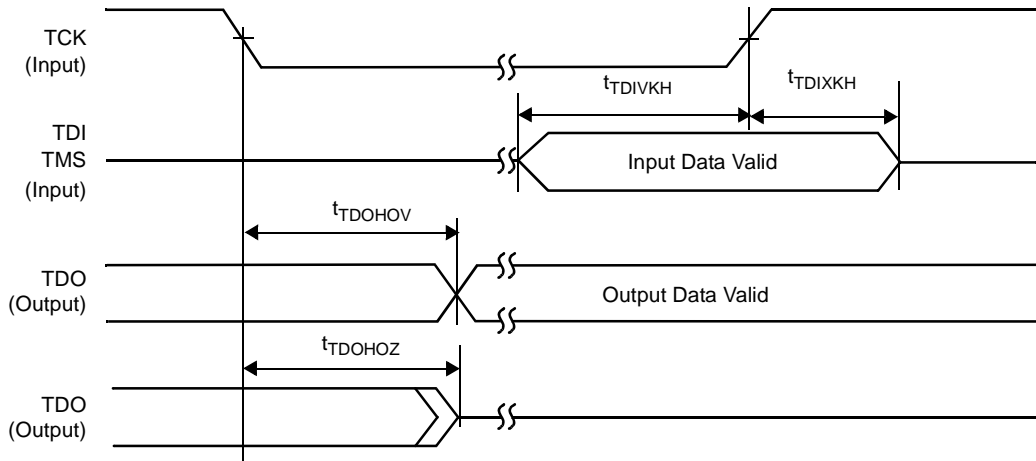 TCK
(Input)
tTDIVKH
tTDIXKH
TDI
TMS
(Input)
Input Data Valid
tTDOHOV
TDO
(Output)
Output Data Valid
tTDOHOZ
TDO
(Output)